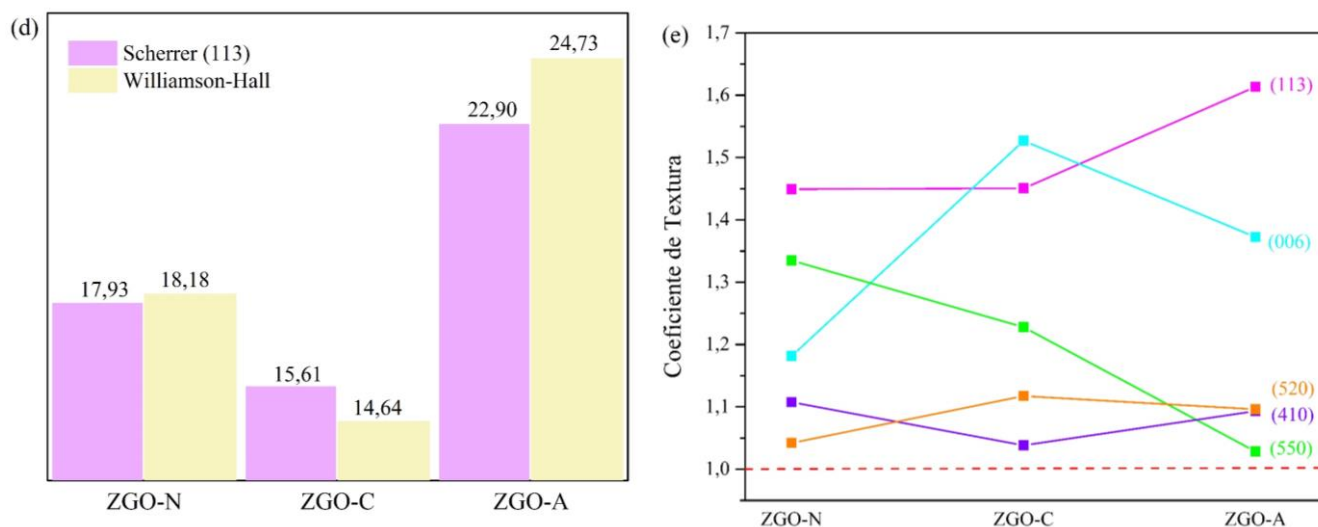 (d)
Scherrer (113)
Williamson-Hall
17,93
18,18
15,61
14,64
22,90
24,73
ZGO-N
ZGO-C
ZGO-A
(e)
Coeficiente de Textura
1,7
1,6
1,5
1,4
1,3
1,2
1,1
1,0
(113)
(006)
(520)
(410)
(550)
ZGO-N
ZGO-C
ZGO-A